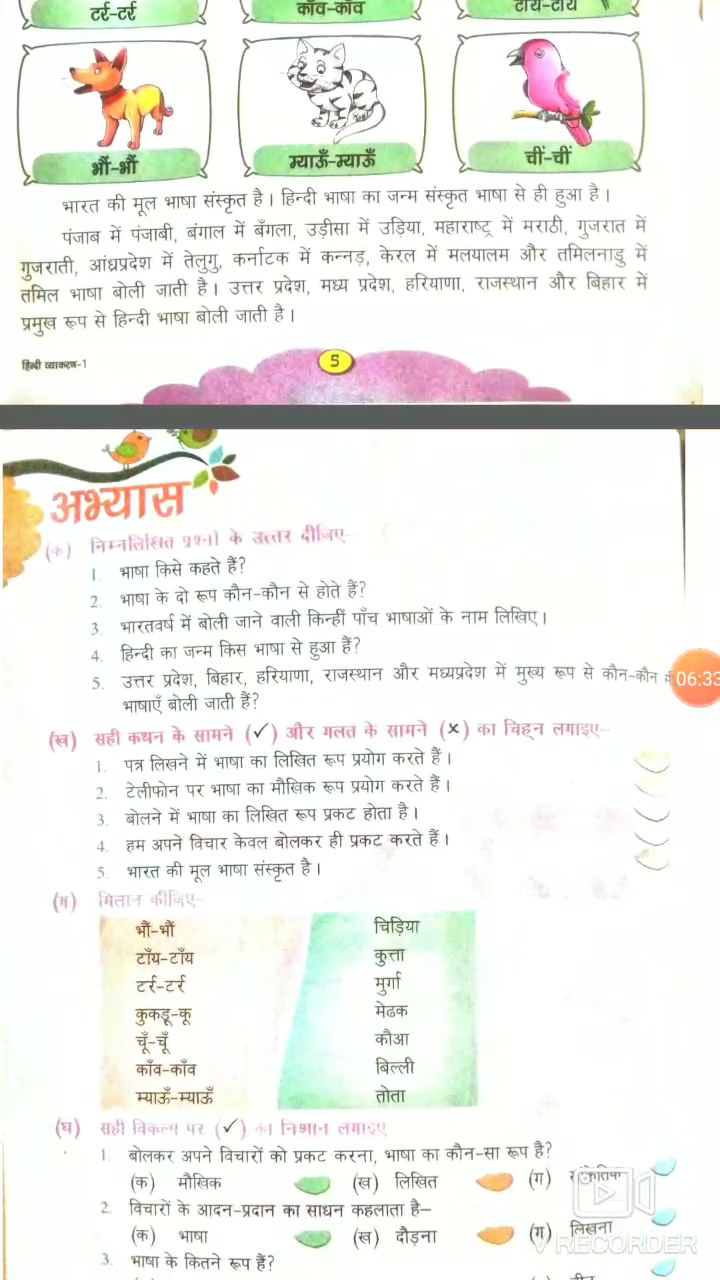 टर्र-टर्र
काँव-काँव
टाँय-टाँय
भौं-भौं
म्याऊँ-म्याऊँ
चीं-चीं
भारत की मूल भाषा संस्कृत है। हिन्दी भाषा का जन्म संस्कृत भाषा से ही हुआ है।
पंजाब में पंजाबी, बंगाल में बँगला, उड़ीसा में उड़िया, महाराष्ट्र में मराठी, गुजरात में
गुजराती, आंध्रप्रदेश में तेलुगु, कर्नाटक में कन्नड़, केरल में मलयालम और तमिलनाडु में
तमिल भाषा बोली जाती है। उत्तर प्रदेश, मध्य प्रदेश, हरियाणा, राजस्थान और बिहार में
प्रमुख रूप से हिन्दी भाषा बोली जाती है।
हिन्दी व्याकरण-1
5
अभ्यास
(क) निम्नलिखित प्रश्नों के उत्तर दीजिए–
1. भाषा किसे कहते हैं?
2. भाषा के दो रूप कौन-कौन से होते हैं?
3. भारतवर्ष में बोली जाने वाली किन्हीं पाँच भाषाओं के नाम लिखिए।
4. हिन्दी का जन्म किस भाषा से हुआ हैं?
5. उत्तर प्रदेश, बिहार, हरियाणा, राजस्थान और मध्यप्रदेश में मुख्य रूप से कौन-कौन
06:33
भाषाएँ बोली जाती हैं?
(ख) सही कथन के सामने (✓) और गलत के सामने (×) का चिह्न लगाइए–
1. पत्र लिखने में भाषा का लिखित रूप प्रयोग करते हैं।
2. टेलीफोन पर भाषा का मौखिक रूप प्रयोग करते हैं।
3. बोलने में भाषा का लिखित रूप प्रकट होता है।
4. हम अपने विचार केवल बोलकर ही प्रकट करते हैं।
5. भारत की मूल भाषा संस्कृत है।
(ग) मिलान कीजिए–
भौं-भौं चिड़िया
टाँय-टाँय कुत्ता
टर्र-टर्र मुर्गा
कुकड़ू-कू मेढक
चूँ-चूँ कौआ
काँव-काँव बिल्ली
म्याऊँ-म्याऊँ तोता
(घ) सही विकल्प पर (✓) का निशान लगाइए
1. बोलकर अपने विचारों को प्रकट करना, भाषा का कौन-सा रूप है?
(क) मौखिक (ख) लिखित (ग)
2. विचारों के आदन-प्रदान का साधन कहलाता है–
(क) भाषा (ख) दौड़ना (ग) लिखना
3. भाषा के कितने रूप हैं?
V RECORDER